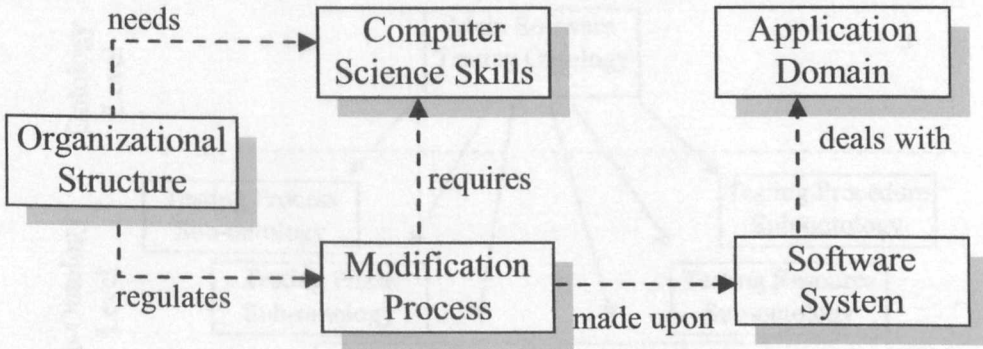 needs
Computer
Science Skills
Application
Domain
Organizational
Structure
requires
deals with
regulates
Modification
Process
made upon
Software
System